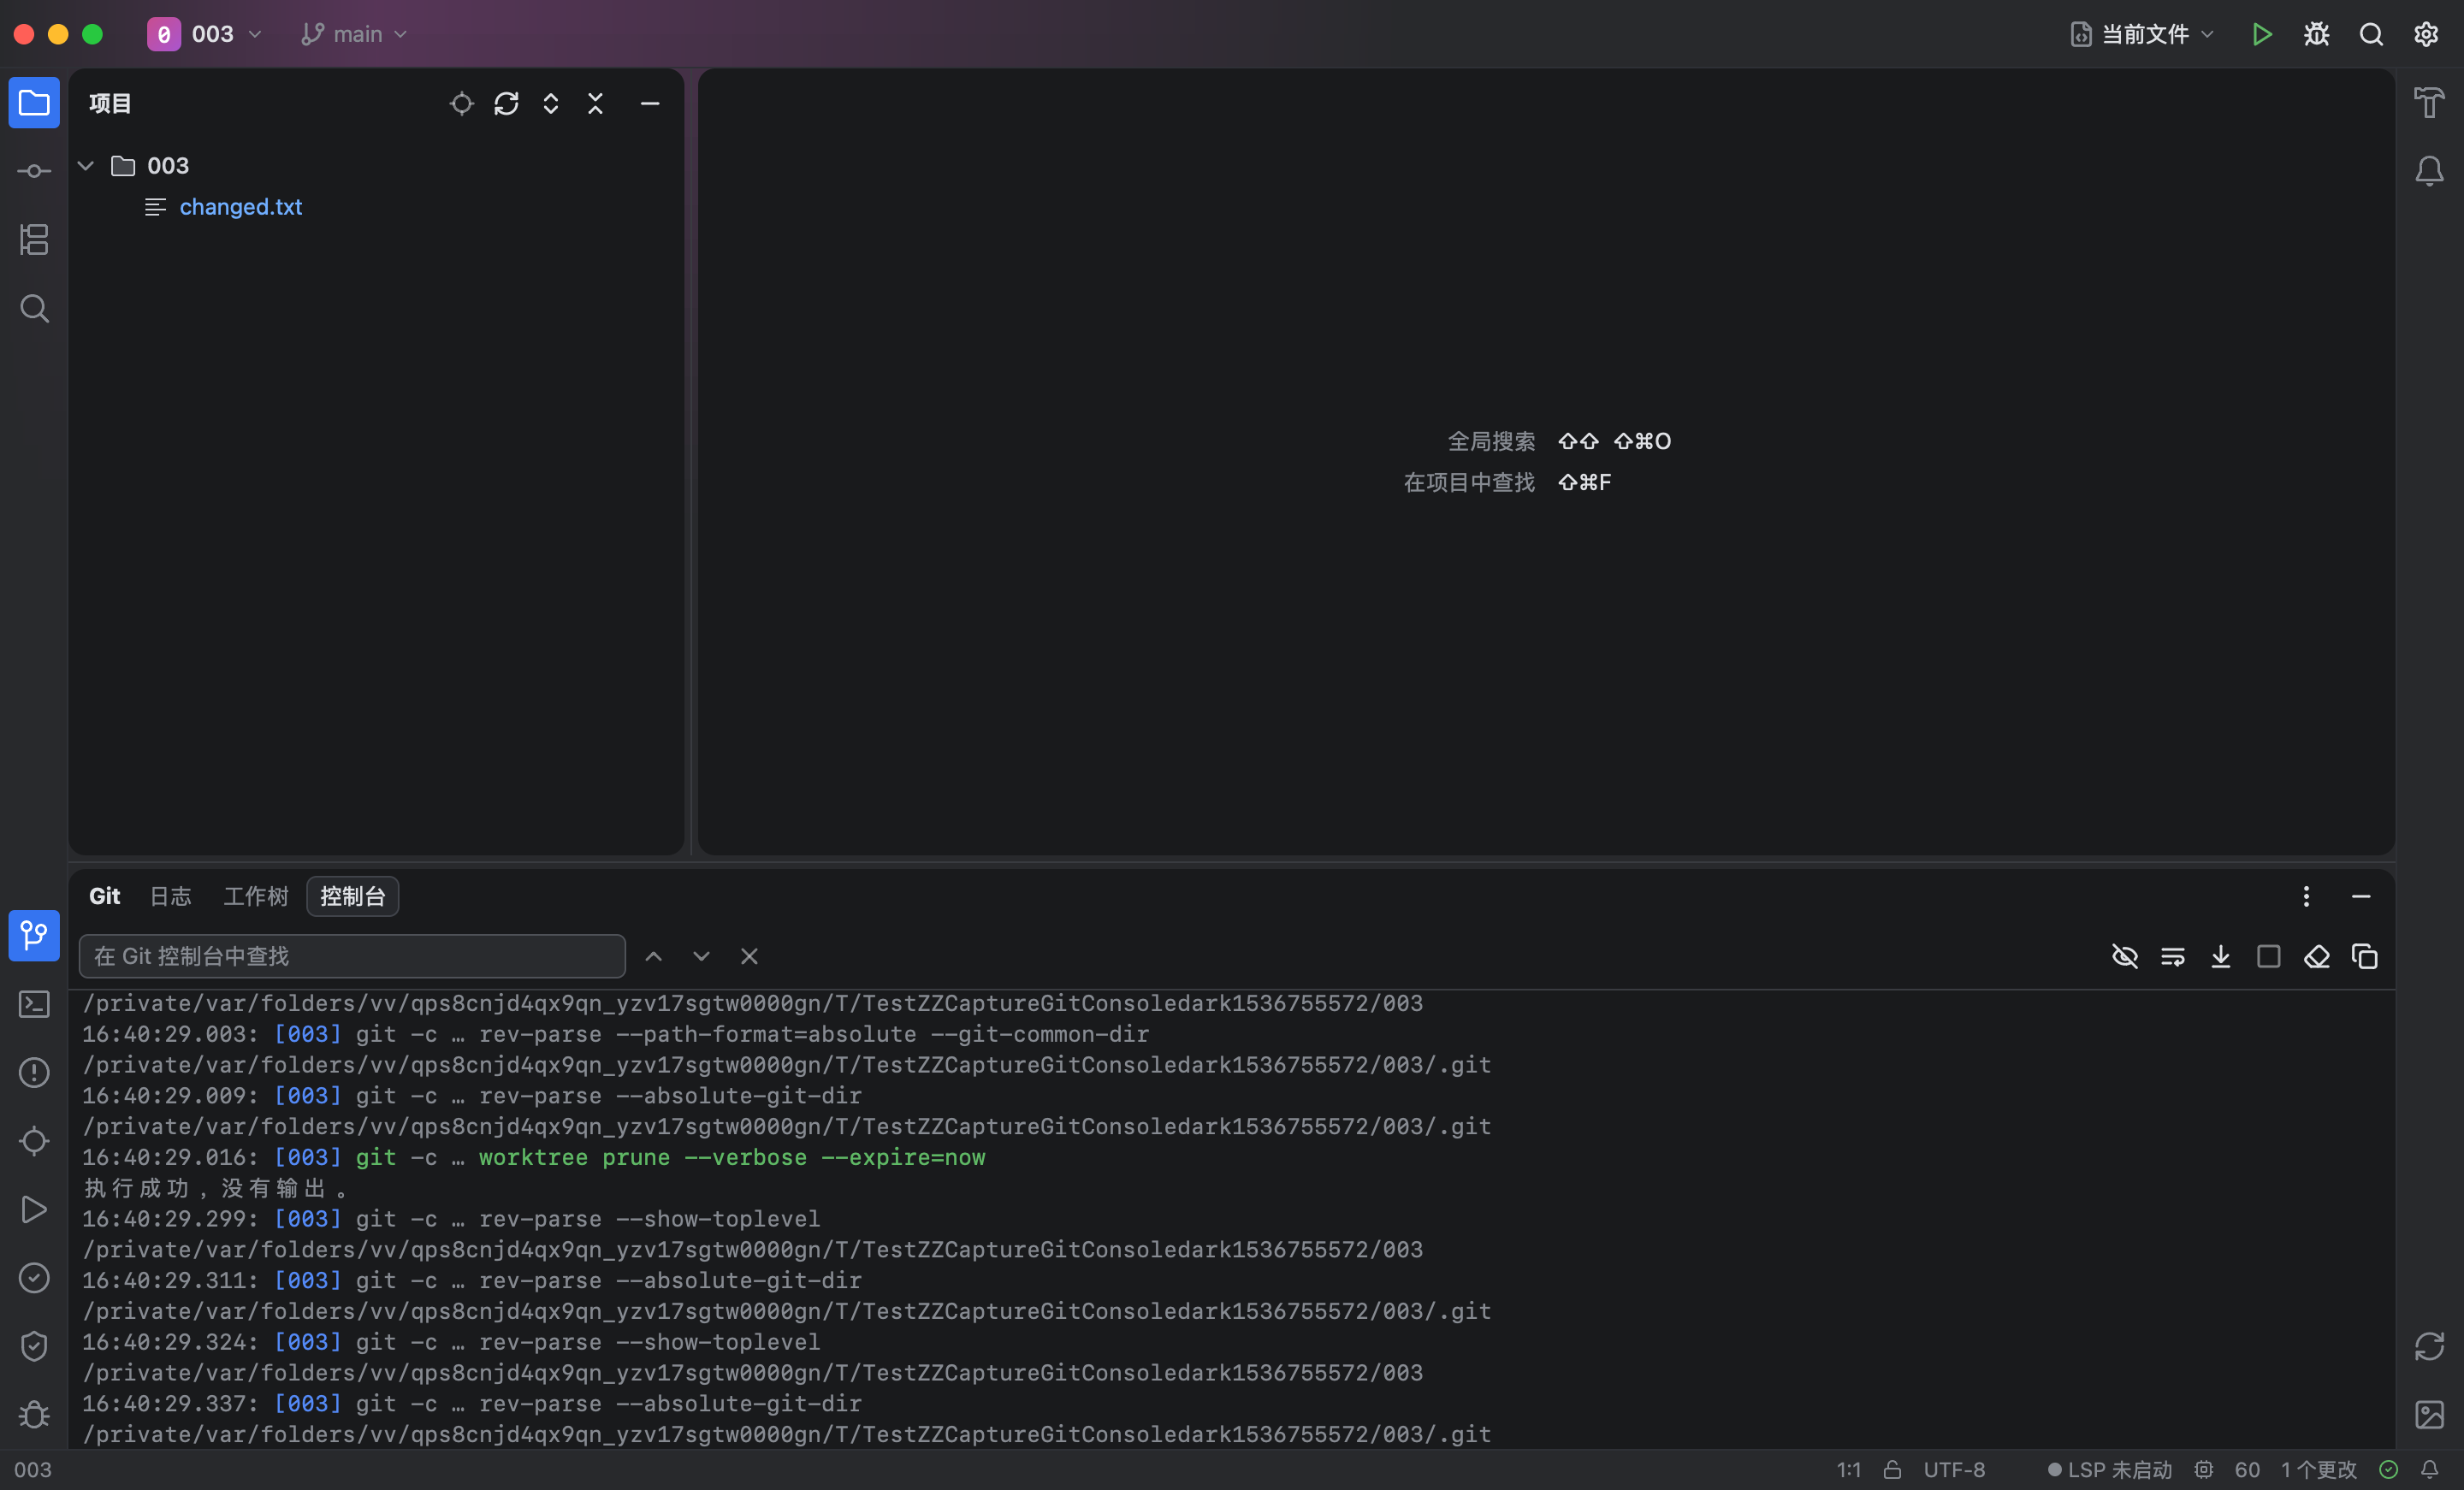 0 003 main 当前文件
项目
003
changed.txt
全局搜索 ⇧⇧ ⇧⌘O
在项目中查找 ⇧⌘F
Git 日志 工作树 控制台
在 Git 控制台中查找
/private/var/folders/vv/qps8cnjd4qx9qn_yzv17sgtw0000gn/T/TestZZCaptureGitConsoledark1536755572/003
16:40:29.003: [003] git -c … rev-parse --path-format=absolute --git-common-dir
/private/var/folders/vv/qps8cnjd4qx9qn_yzv17sgtw0000gn/T/TestZZCaptureGitConsoledark1536755572/003/.git
16:40:29.009: [003] git -c … rev-parse --absolute-git-dir
/private/var/folders/vv/qps8cnjd4qx9qn_yzv17sgtw0000gn/T/TestZZCaptureGitConsoledark1536755572/003/.git
16:40:29.016: [003] git -c … worktree prune --verbose --expire=now
执行成功，没有输出。
16:40:29.299: [003] git -c … rev-parse --show-toplevel
/private/var/folders/vv/qps8cnjd4qx9qn_yzv17sgtw0000gn/T/TestZZCaptureGitConsoledark1536755572/003
16:40:29.311: [003] git -c … rev-parse --absolute-git-dir
/private/var/folders/vv/qps8cnjd4qx9qn_yzv17sgtw0000gn/T/TestZZCaptureGitConsoledark1536755572/003/.git
16:40:29.324: [003] git -c … rev-parse --show-toplevel
/private/var/folders/vv/qps8cnjd4qx9qn_yzv17sgtw0000gn/T/TestZZCaptureGitConsoledark1536755572/003
16:40:29.337: [003] git -c … rev-parse --absolute-git-dir
/private/var/folders/vv/qps8cnjd4qx9qn_yzv17sgtw0000gn/T/TestZZCaptureGitConsoledark1536755572/003/.git
003 1:1 UTF-8 LSP 未启动 60 1 个更改